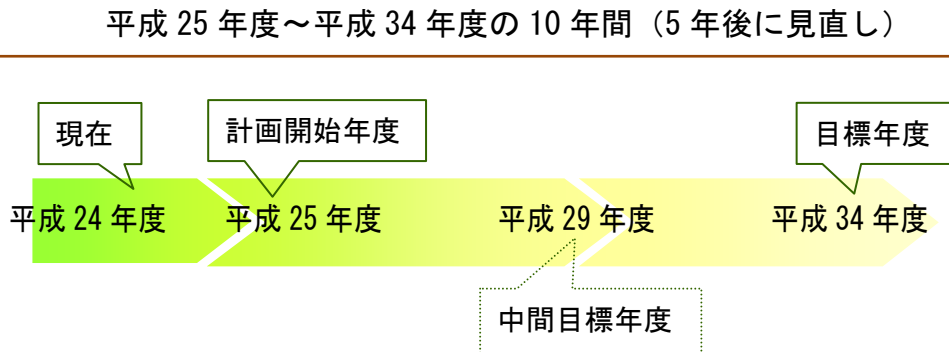 平成 25 年度～平成 34 年度の 10 年間（5 年後に見直し）
現在
計画開始年度
目標年度
平成 24 年度
平成 25 年度
平成 29 年度
平成 34 年度
中間目標年度